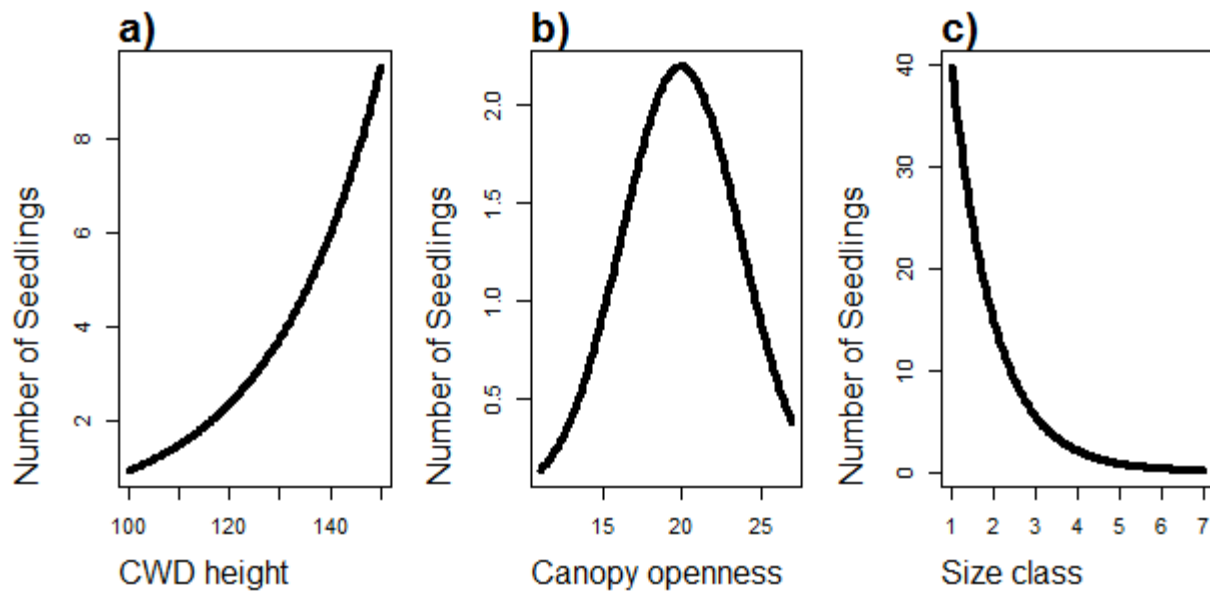 a)
Number of Seedlings
8
6
4
2
100 120 140
CWD height
b)
Number of Seedlings
2.0
1.5
1.0
0.5
15 20 25
Canopy openness
c)
Number of Seedlings
40
30
20
10
0
1 2 3 4 5 6 7
Size class